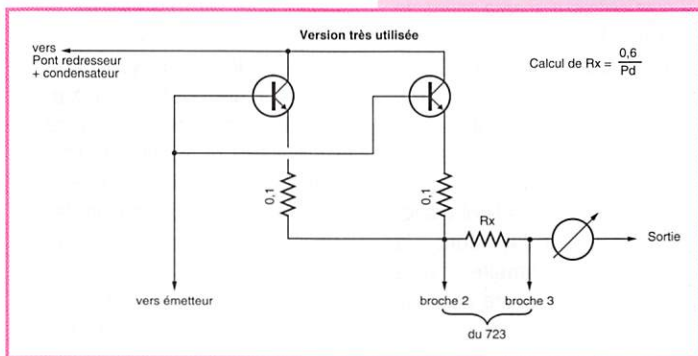 Version très utilisée
vers
Pont redresseur
+ condensateur
Calcul de Rx = 0,6
Pd
0,1
0,1
Rx
Sortie
vers émetteur
broche 2
broche 3
du 723